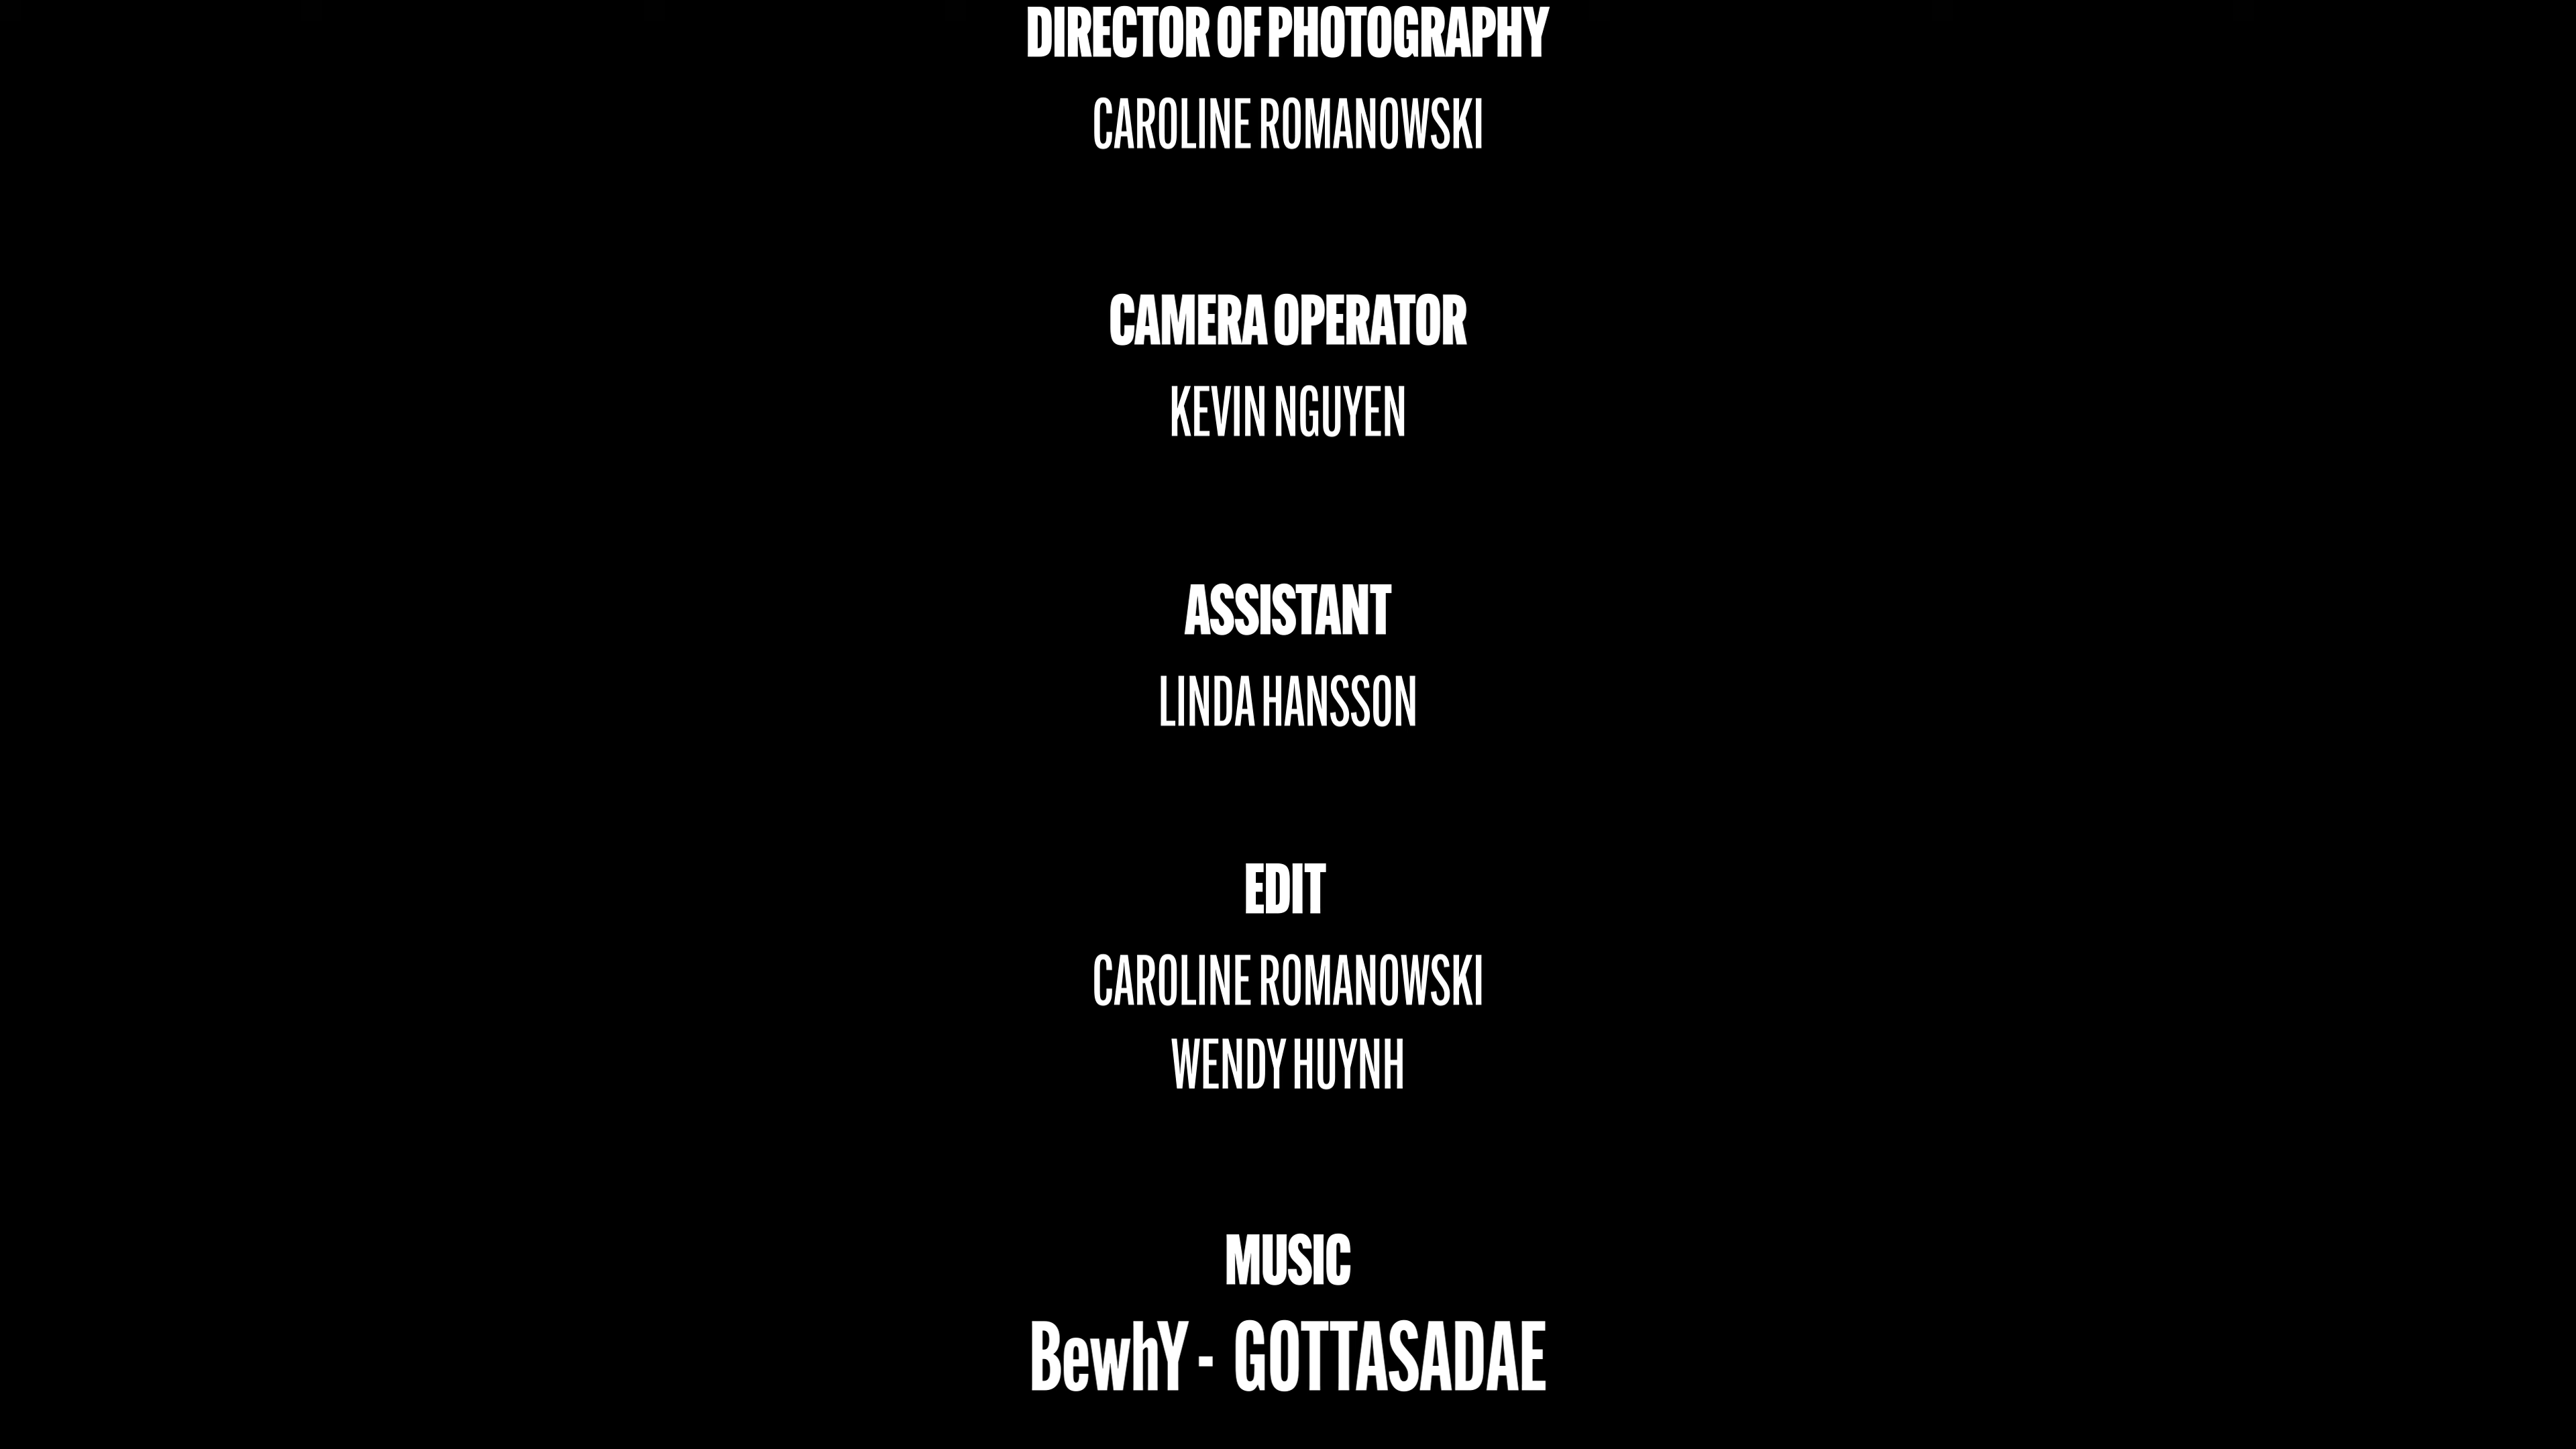 DIRECTOR OF PHOTOGRAPHY
CAROLINE ROMANOWSKI
CAMERA OPERATOR
KEVIN NGUYEN
ASSISTANT
LINDA HANSSON
EDIT
CAROLINE ROMANOWSKI
WENDY HUYNH
MUSIC
BewhY - GOTTASADAE